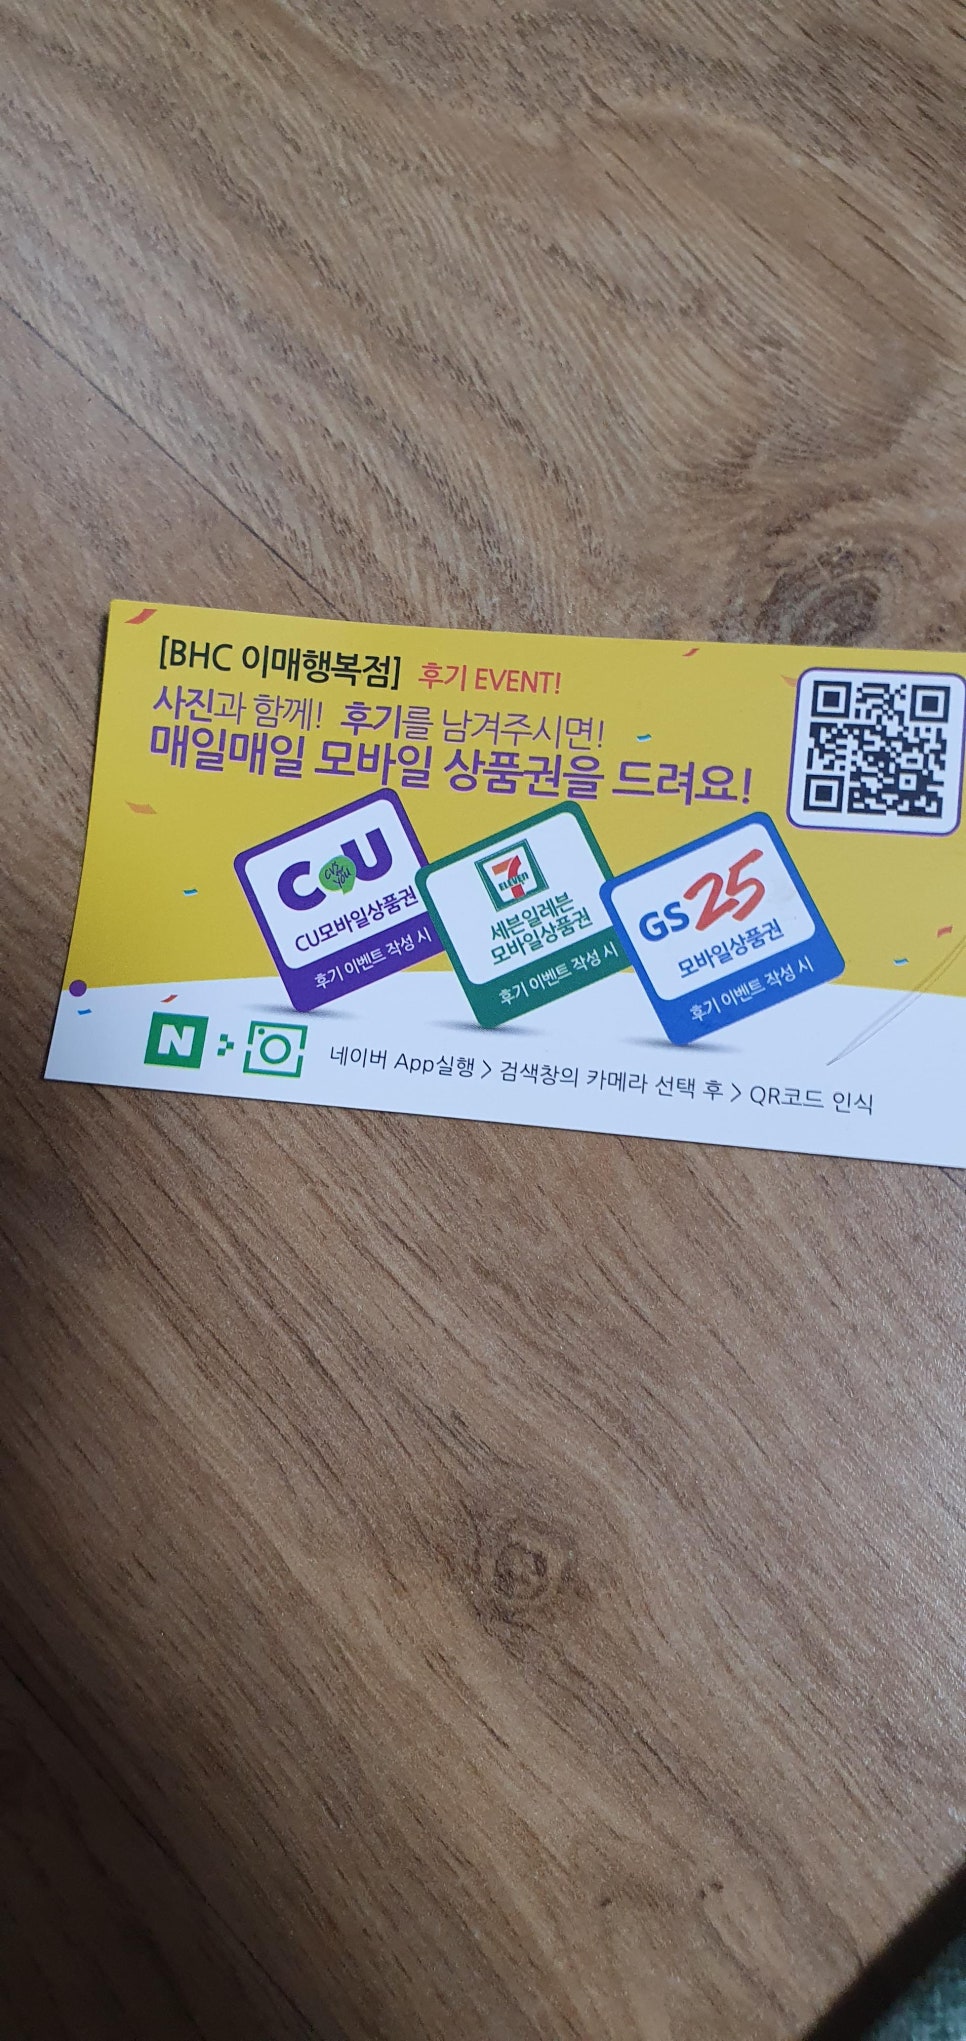 [BHC 이매행복점] 후기 EVENT!
사진과 함께! 후기를 남겨주시면!
매일매일 모바일 상품권을 드려요!
CU
CVS YOU
CU모바일상품권
후기 이벤트 작성 시
7
ELEVEN
세븐일레븐
모바일상품권
후기 이벤트 작성 시
GS25
모바일상품권
후기 이벤트 작성 시
N
네이버 App실행 > 검색창의 카메라 선택 후 > QR코드 인식